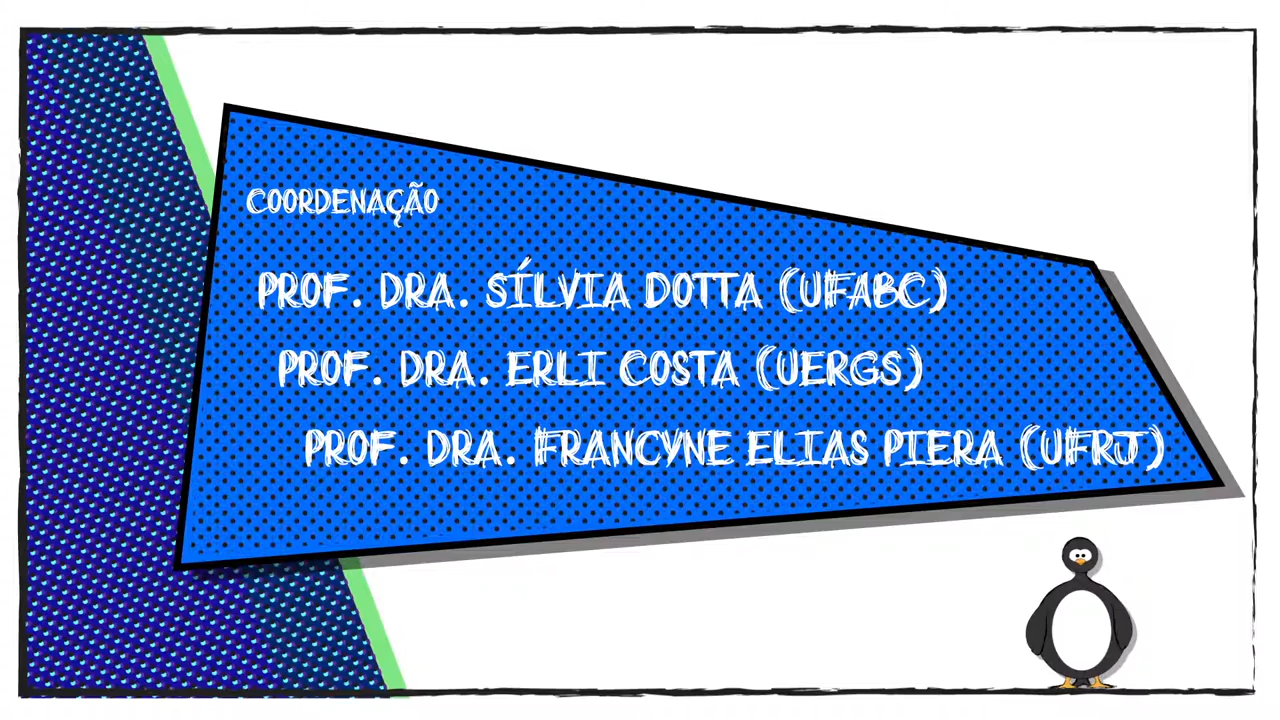 COORDENAÇÃO
PROF. DRA. SÍLVIA DOTTA (UFABC)
PROF. DRA. ERLI COSTA (UERGS)
PROF. DRA. FRANCYNE ELIAS PIERA (UFRJ)